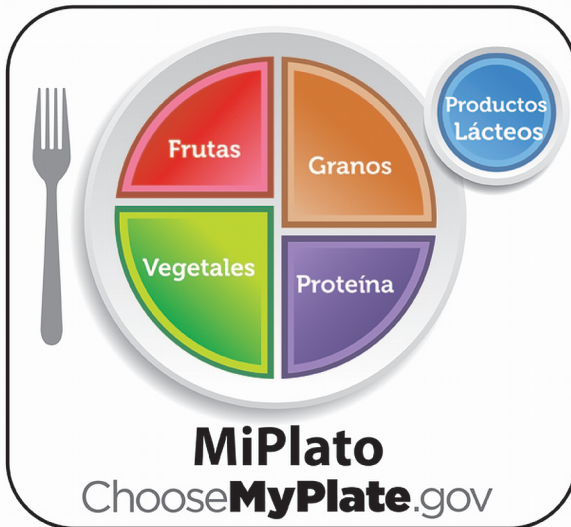 Frutas
Granos
Productos
Lácteos
Vegetales
Proteína
MiPlato
ChooseMyPlate.gov